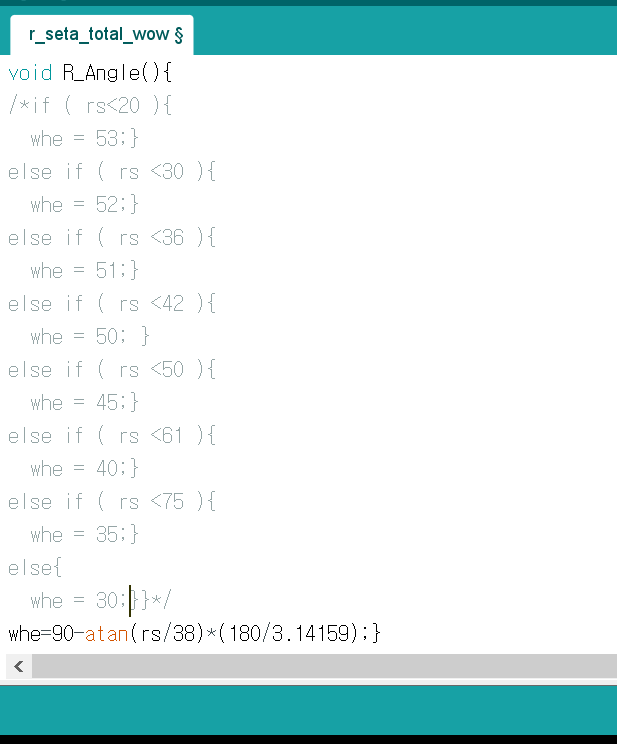 r_seta_total_wow §
void R_Angle(){
/*if ( rs<20 ){
  whe = 53;}
else if ( rs <30 ){
  whe = 52;}
else if ( rs <36 ){
  whe = 51;}
else if ( rs <42 ){
  whe = 50; }
else if ( rs <50 ){
  whe = 45;}
else if ( rs <61 ){
  whe = 40;}
else if ( rs <75 ){
  whe = 35;}
else{
  whe = 30;}}*/
whe=90-atan(rs/38)*(180/3.14159);}